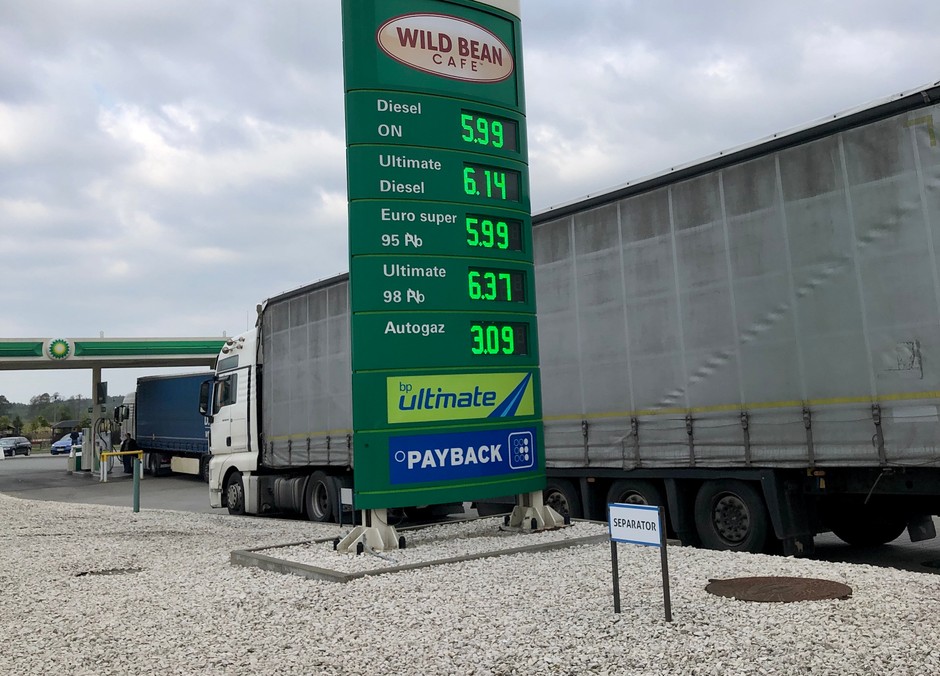 WILD BEAN
CAFE™
Diesel
ON
5.99
Ultimate
Diesel
6.14
Euro super
95 Pb
5.99
Ultimate
98 Pb
6.37
Autogaz
3.09
bp
ultimate
PAYBACK
SEPARATOR